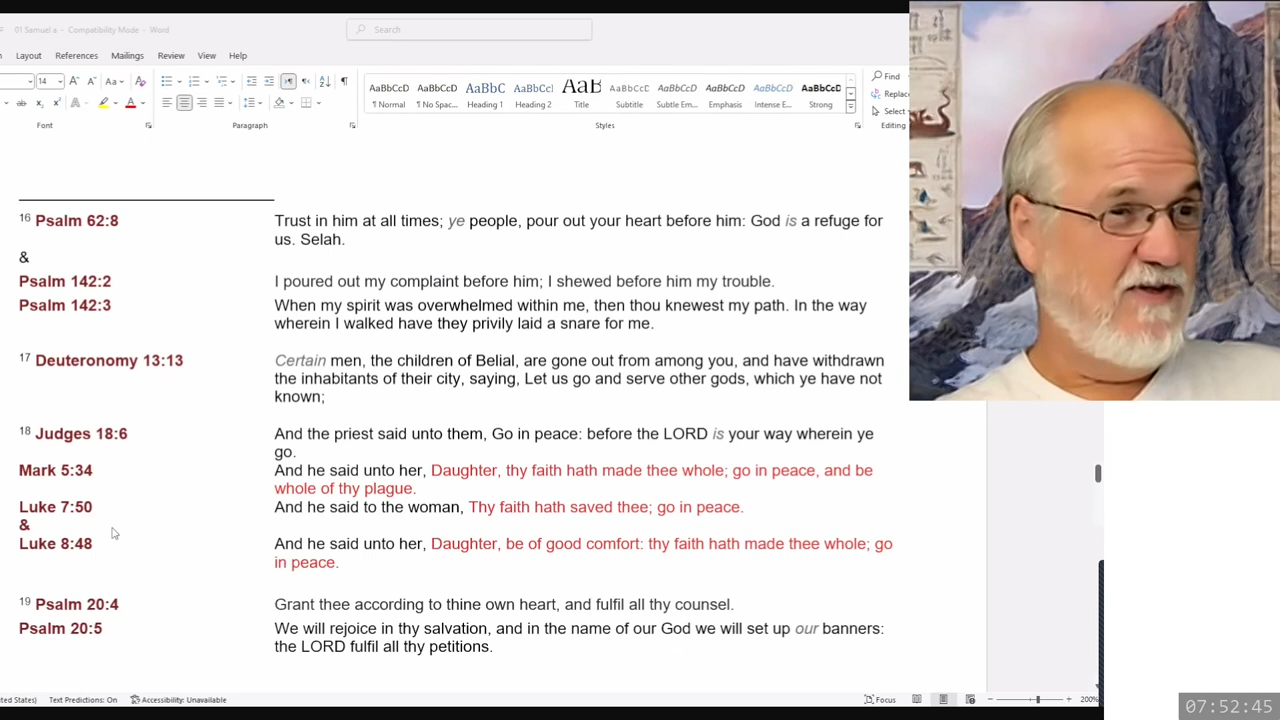 01 Samuel a - Compatibility Mode - Word
Search
Layout References Mailings Review View Help
14
Aa
AaBbCcD AaBbCcD AaBbC AaBbCcl AaB AaBbCcD AaBbCcD AaBbCcD AaBbCcD AaBbCcD
¶ Normal ¶ No Spac... Heading 1 Heading 2 Title Subtitle Subtle Em... Emphasis Intense E... Strong
Find
Replace
Select
Font Paragraph Styles Editing
16 Psalm 62:8 Trust in him at all times; ye people, pour out your heart before him: God is a refuge for
us. Selah.
&
Psalm 142:2 I poured out my complaint before him; I shewed before him my trouble.
Psalm 142:3 When my spirit was overwhelmed within me, then thou knewest my path. In the way
wherein I walked have they privily laid a snare for me.
17 Deuteronomy 13:13 Certain men, the children of Belial, are gone out from among you, and have withdrawn
the inhabitants of their city, saying, Let us go and serve other gods, which ye have not
known;
18 Judges 18:6 And the priest said unto them, Go in peace: before the LORD is your way wherein ye
go.
Mark 5:34 And he said unto her, Daughter, thy faith hath made thee whole; go in peace, and be
whole of thy plague.
Luke 7:50 And he said to the woman, Thy faith hath saved thee; go in peace.
&
Luke 8:48 And he said unto her, Daughter, be of good comfort: thy faith hath made thee whole; go
in peace.
19 Psalm 20:4 Grant thee according to thine own heart, and fulfil all thy counsel.
Psalm 20:5 We will rejoice in thy salvation, and in the name of our God we will set up our banners:
the LORD fulfil all thy petitions.
ted States) Text Predictions: On Accessibility: Unavailable Focus 200%
07:52:45